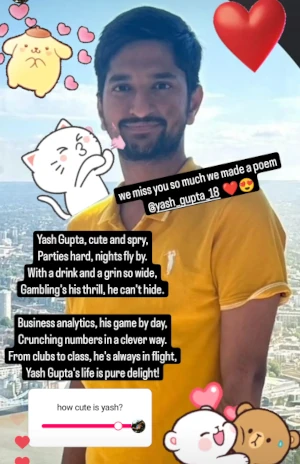 we miss you so much we made a poem
@yash_gupta_18 ❤️😍
Yash Gupta, cute and spry,
Parties hard, nights fly by.
With a drink and a grin so wide,
Gambling's his thrill, he can't hide.
Business analytics, his game by day,
Crunching numbers in a clever way.
From clubs to class, he's always in flight,
Yash Gupta's life is pure delight!
how cute is yash?